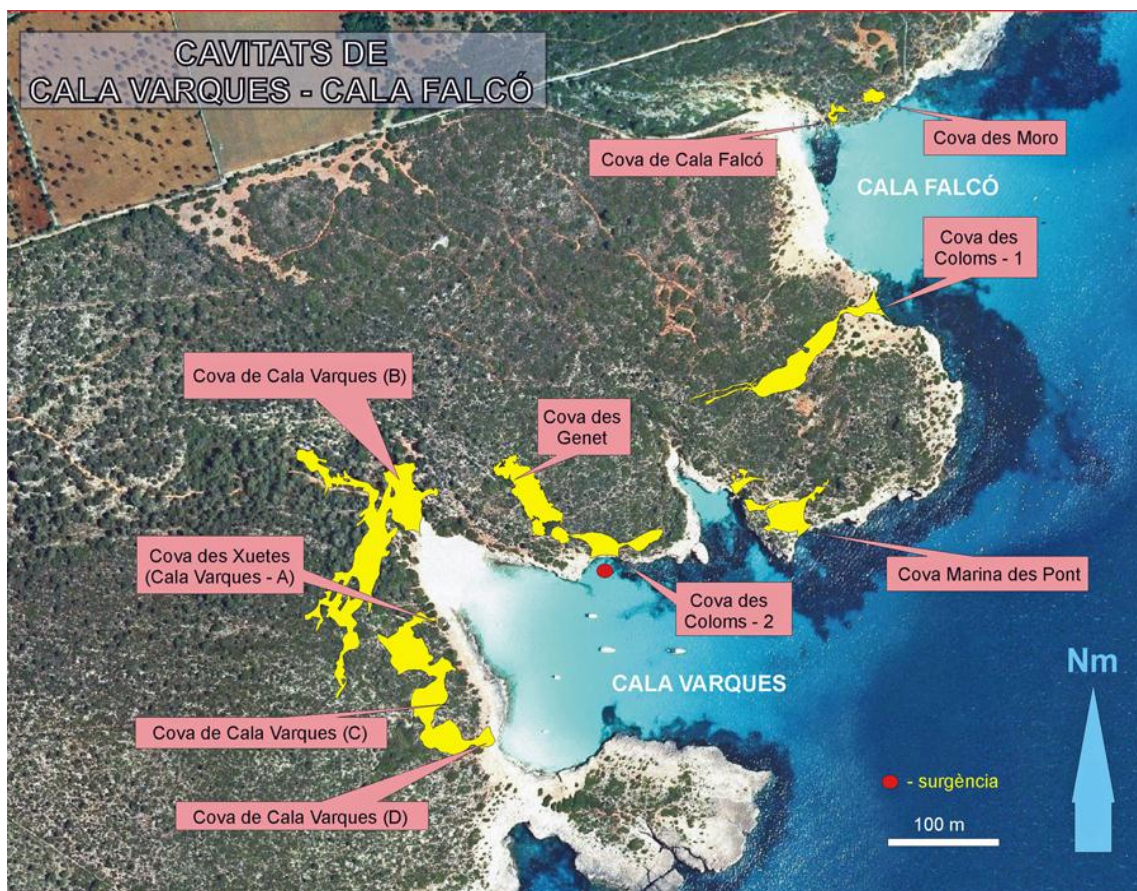 CAVITATS DE
CALA VARQUES - CALA FALCÓ
Cova de Cala Falcó
Cova des Moro
CALA FALCÓ
Cova des
Coloms - 1
Cova de Cala Varques (B)
Cova des
Genet
Cova des Xuetes
(Cala Varques - A)
Cova Marina des Pont
Cova des
Coloms - 2
CALA VARQUES
Nm
Cova de Cala Varques (C)
Cova de Cala Varques (D)
- surgència
100 m